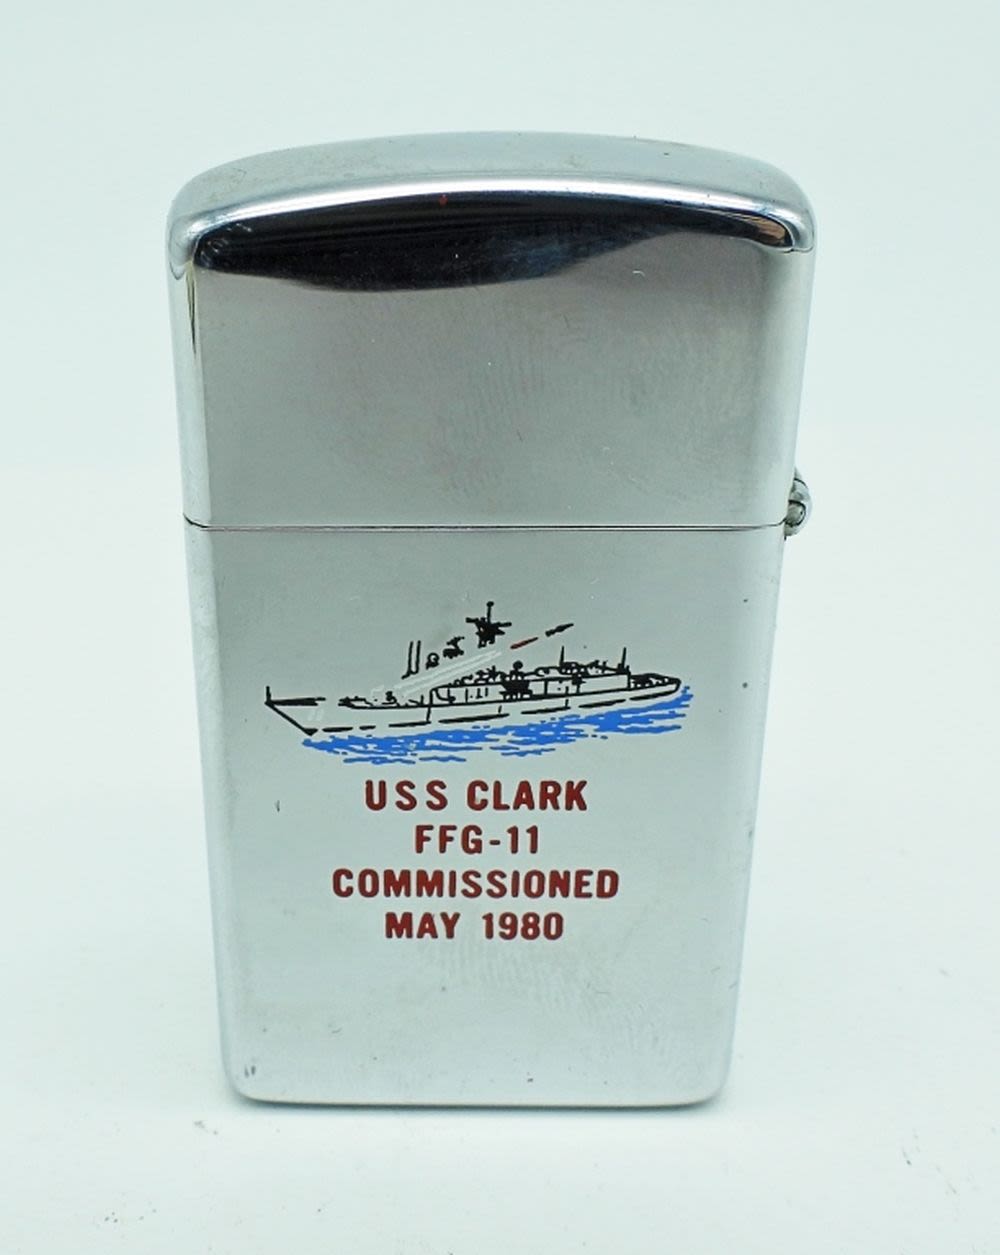 USS CLARK
FFG-11
COMMISSIONED
MAY 1980